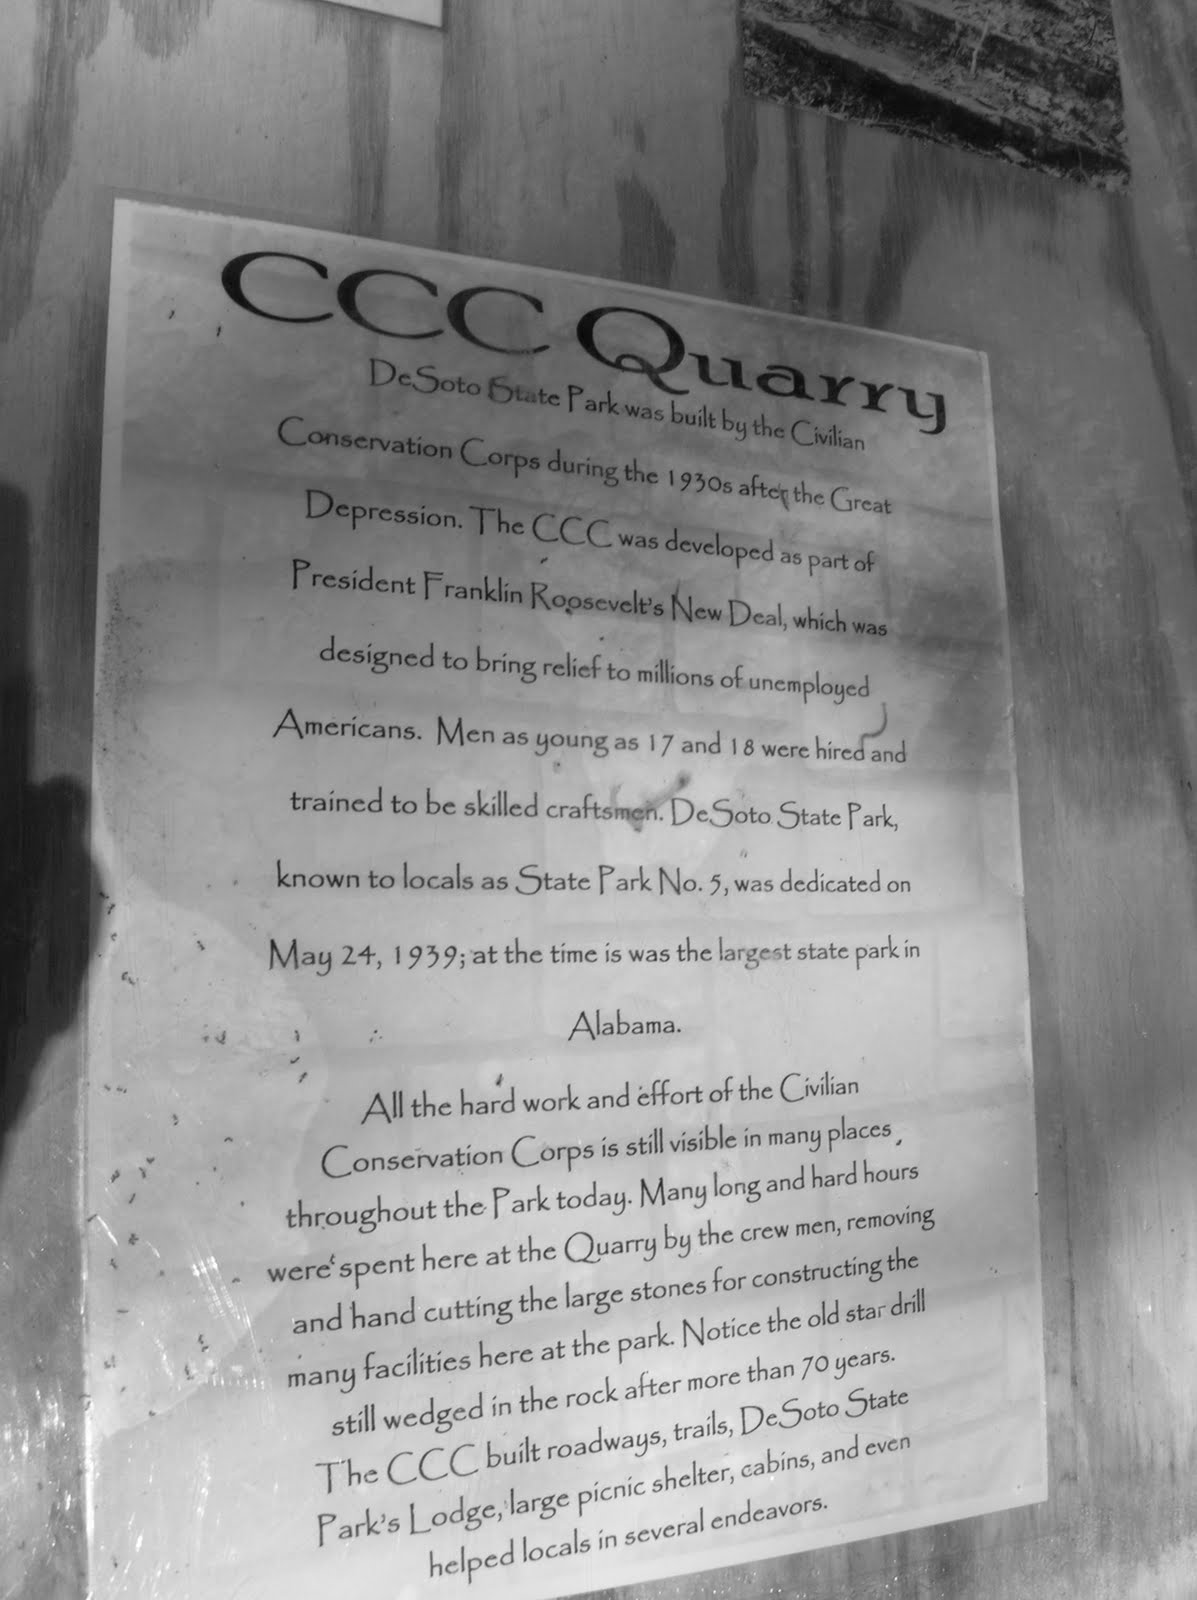 CCC Quarry
DeSoto State Park was built by the Civilian
Conservation Corps during the 1930s after the Great
Depression. The CCC was developed as part of
President Franklin Roosevelt's New Deal, which was
designed to bring relief to millions of unemployed
Americans. Men as young as 17 and 18 were hired and
trained to be skilled craftsmen. DeSoto State Park,
known to locals as State Park No. 5, was dedicated on
May 24, 1939; at the time is was the largest state park in
Alabama.
All the hard work and effort of the Civilian
Conservation Corps is still visible in many places
throughout the Park today. Many long and hard hours
were spent here at the Quarry by the crew men, removing
and hand cutting the large stones for constructing the
many facilities here at the park. Notice the old star drill
still wedged in the rock after more than 70 years.
The CCC built roadways, trails, DeSoto State
Park's Lodge, large picnic shelter, cabins, and even
helped locals in several endeavors.